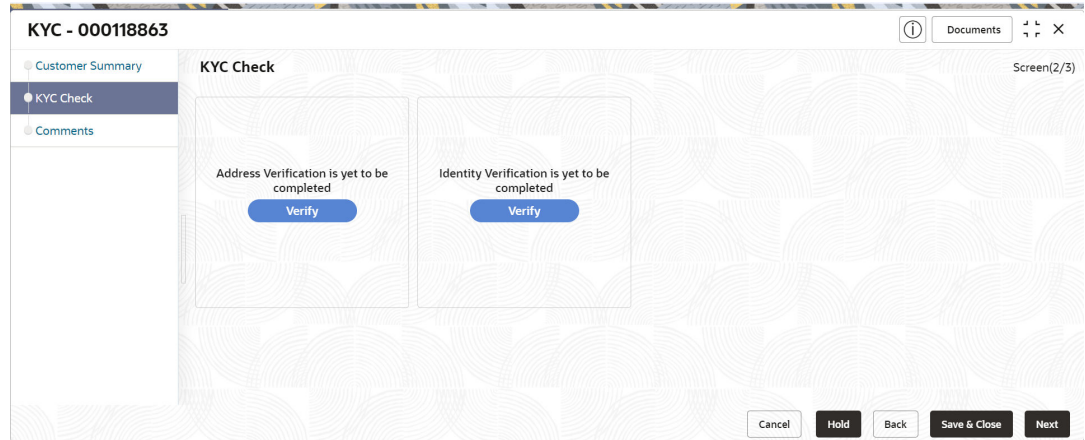 KYC - 000118863
Documents
Customer Summary
KYC Check
Comments
KYC Check
Screen(2/3)
Address Verification is yet to be
completed
Verify
Identity Verification is yet to be
completed
Verify
Cancel
Hold
Back
Save & Close
Next